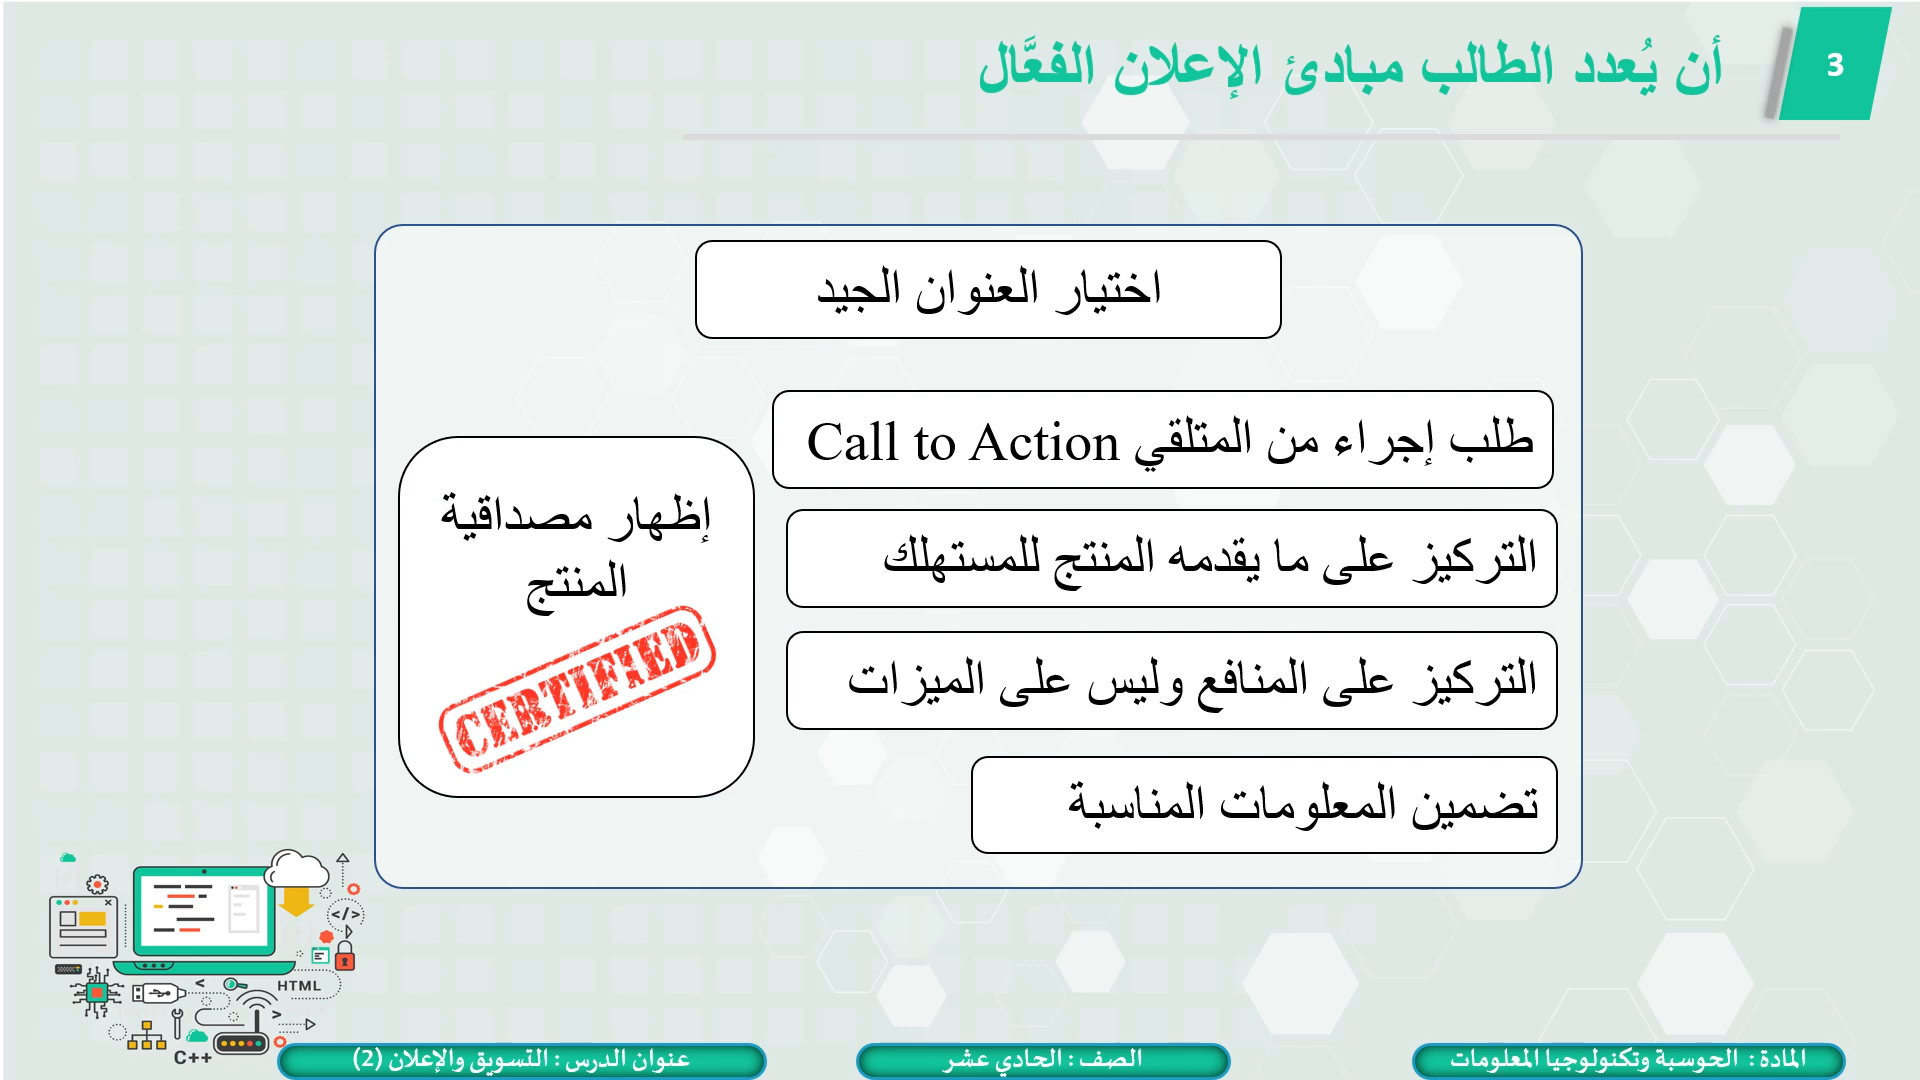 3
أن يُعدد الطالب مبادئ الإعلان الفعَّال
اختيار العنوان الجيد
طلب إجراء من المتلقي Call to Action
التركيز على ما يقدمه المنتج للمستهلك
التركيز على المنافع وليس على الميزات
تضمين المعلومات المناسبة
إظهار مصداقية
المنتج
CERTIFIED
</>
HTML
C++
المادة : الحوسبة وتكنولوجيا المعلومات
الصف : الحادي عشر
عنوان الدرس : التسويق والإعلان (2)